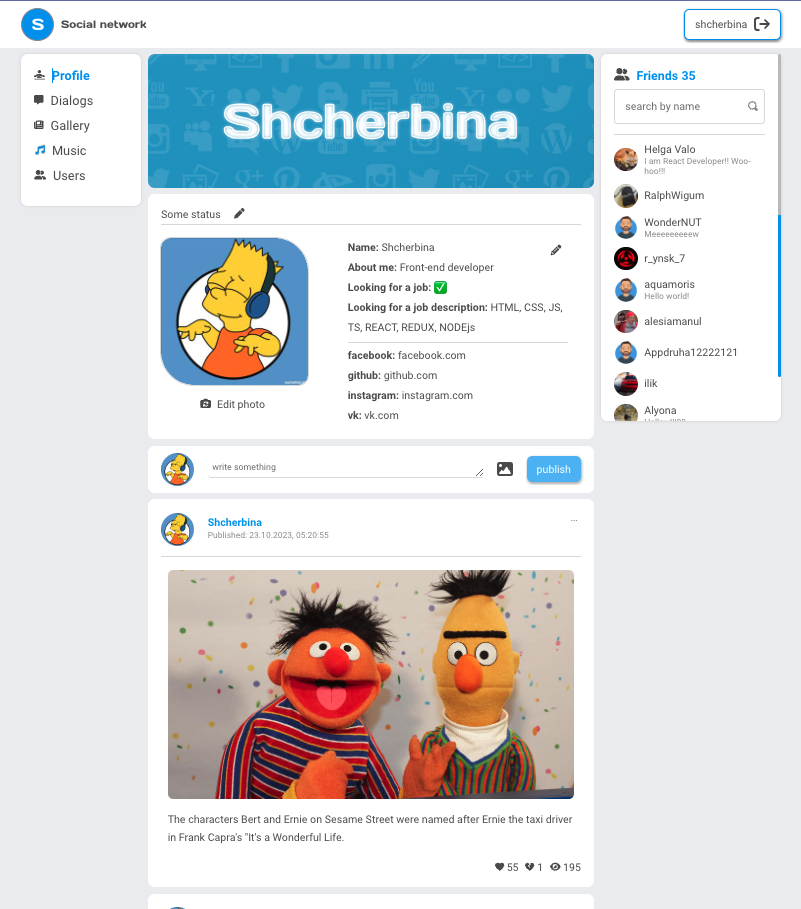 S Social network
shcherbina
Profile
Dialogs
Gallery
Music
Users
Shcherbina
Some status
Name: Shcherbina
About me: Front-end developer
Looking for a job: ✅
Looking for a job description: HTML, CSS, JS,
TS, REACT, REDUX, NODEjs
facebook: facebook.com
github: github.com
instagram: instagram.com
vk: vk.com
Edit photo
write something
publish
Shcherbina
...
Published: 23.10.2023, 05:20:55
The characters Bert and Ernie on Sesame Street were named after Ernie the taxi driver
in Frank Capra's "It's a Wonderful Life.
55 1 195
Friends 35
search by name
Helga Valo
I am React Developer!! Woo-
hoo!!!
RalphWigum
WonderNUT
Meeeeeeeeew
r_ynsk_7
aquamoris
Hello world!
alesiamanul
Appdruha12222121
ilik
Alyona